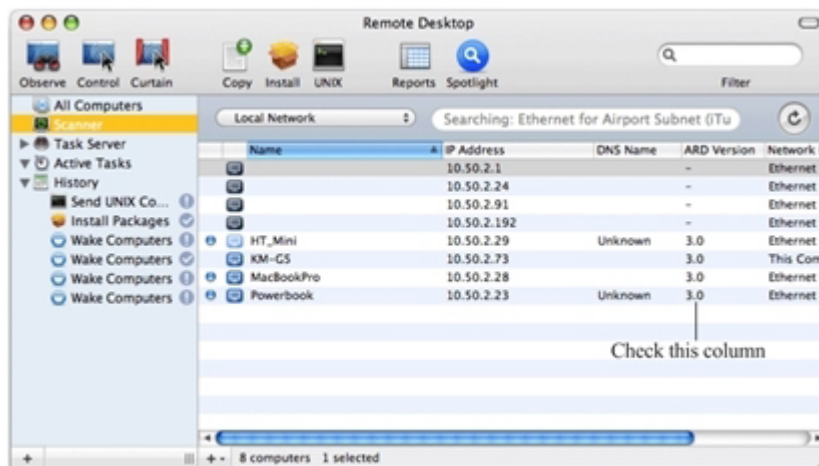 Remote Desktop
Observe Control Curtain Copy Install UNIX Reports Spotlight Filter
All Computers
Scanner
Task Server
Active Tasks
History
Send UNIX Co...
Install Packages
Wake Computers
Wake Computers
Wake Computers
Wake Computers
Local Network Searching: Ethernet for Airport Subnet (iTu
Name IP Address DNS Name ARD Version Network
10.50.2.1 - Ethernet
10.50.2.24 - Ethernet
10.50.2.91 - Ethernet
10.50.2.192 - Ethernet
HT_Mini 10.50.2.29 Unknown 3.0 Ethernet
KM-G5 10.50.2.73 3.0 This Com
MacBookPro 10.50.2.28 3.0 Ethernet
Powerbook 10.50.2.23 Unknown 3.0 Ethernet
Check this column
8 computers 1 selected